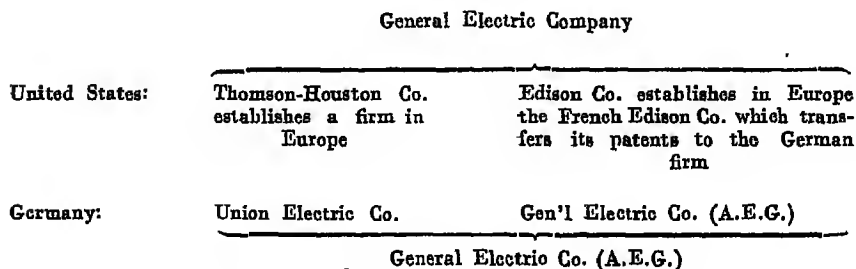 General Electric Company
United States: Thomson-Houston Co. Edison Co. establishes in Europe
establishes a firm in the French Edison Co. which trans-
Europe fers its patents to the German
firm
Germany: Union Electric Co. Gen'l Electric Co. (A.E.G.)
General Electric Co. (A.E.G.)